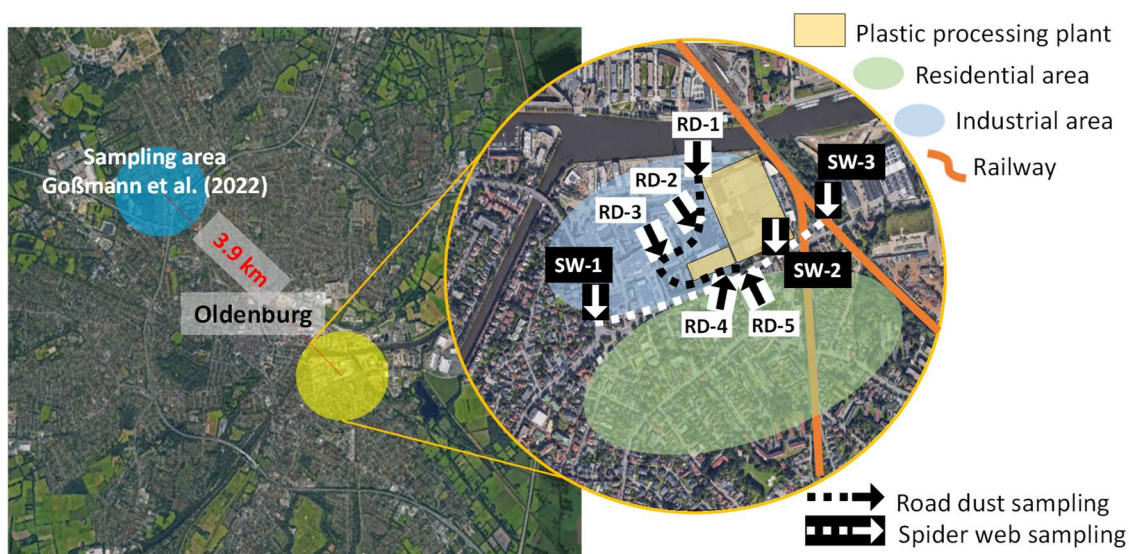 Sampling area
Goßmann et al. (2022)
3.9 km
Oldenburg
RD-1
RD-2
RD-3
SW-1
SW-3
SW-2
RD-4
RD-5
Plastic processing plant
Residential area
Industrial area
Railway
Road dust sampling
Spider web sampling